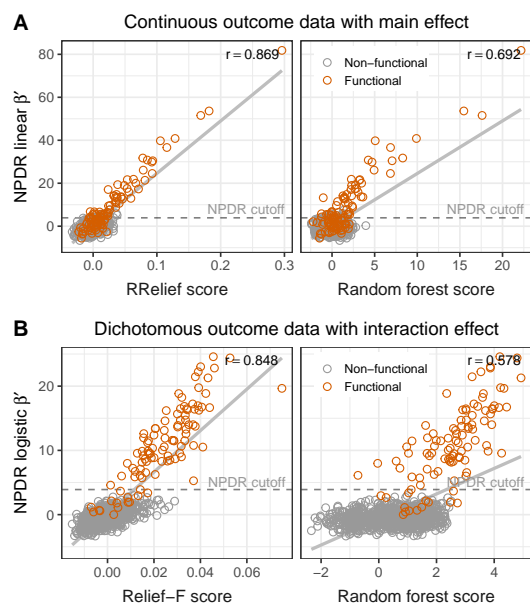 A Continuous outcome data with main effect
NPDR linear β′
80
60
40
20
0
r = 0.869
NPDR cutoff
0.0 0.1 0.2 0.3
RRelief score
r = 0.692
Non−functional
Functional
NPDR cutoff
0 5 10 15 20
Random forest score
B Dichotomous outcome data with interaction effect
NPDR logistic β′
20
10
0
r = 0.848
NPDR cutoff
0.00 0.02 0.04 0.06
Relief−F score
r = 0.578
Non−functional
Functional
NPDR cutoff
−2 0 2 4
Random forest score